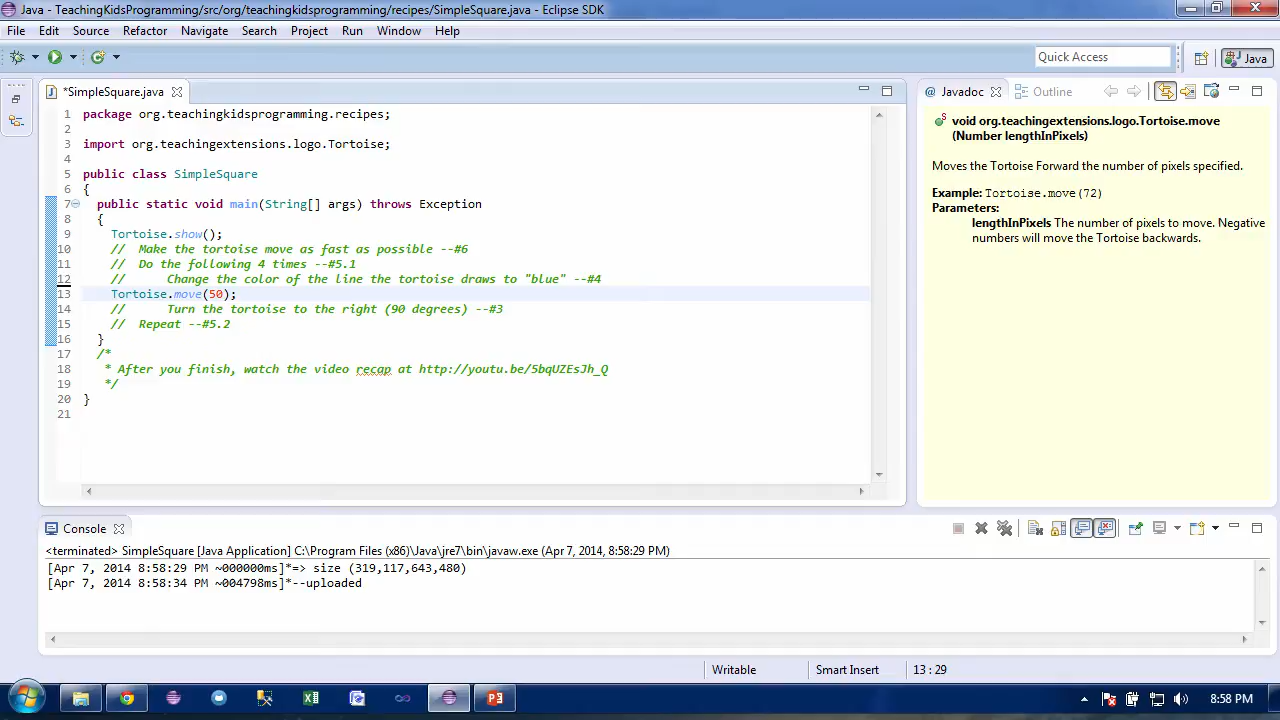 Java - TeachingKidsProgramming/src/org/teachingkidsprogramming/recipes/SimpleSquare.java - Eclipse SDK
File Edit Source Refactor Navigate Search Project Run Window Help
Quick Access
Java
*SimpleSquare.java
1 package org.teachingkidsprogramming.recipes;
2
3 import org.teachingextensions.logo.Tortoise;
4
5 public class SimpleSquare
6 {
7 public static void main(String[] args) throws Exception
8 {
9 Tortoise.show();
10 // Make the tortoise move as fast as possible --#6
11 // Do the following 4 times --#5.1
12 // Change the color of the line the tortoise draws to "blue" --#4
13 Tortoise.move(50);
14 // Turn the tortoise to the right (90 degrees) --#3
15 // Repeat --#5.2
16 }
17 /*
18 * After you finish, watch the video recap at http://youtu.be/5bqUZEsJh_Q
19 */
20 }
21
@ Javadoc Outline
void org.teachingextensions.logo.Tortoise.move
(Number lengthInPixels)
Moves the Tortoise Forward the number of pixels specified.
Example: Tortoise.move(72)
Parameters:
lengthInPixels The number of pixels to move. Negative
numbers will move the Tortoise backwards.
Console
<terminated> SimpleSquare [Java Application] C:\Program Files (x86)\Java\jre7\bin\javaw.exe (Apr 7, 2014, 8:58:29 PM)
[Apr 7, 2014 8:58:29 PM ~000000ms]*=> size (319,117,643,480)
[Apr 7, 2014 8:58:34 PM ~004798ms]*--uploaded
Writable Smart Insert 13 : 29
8:58 PM